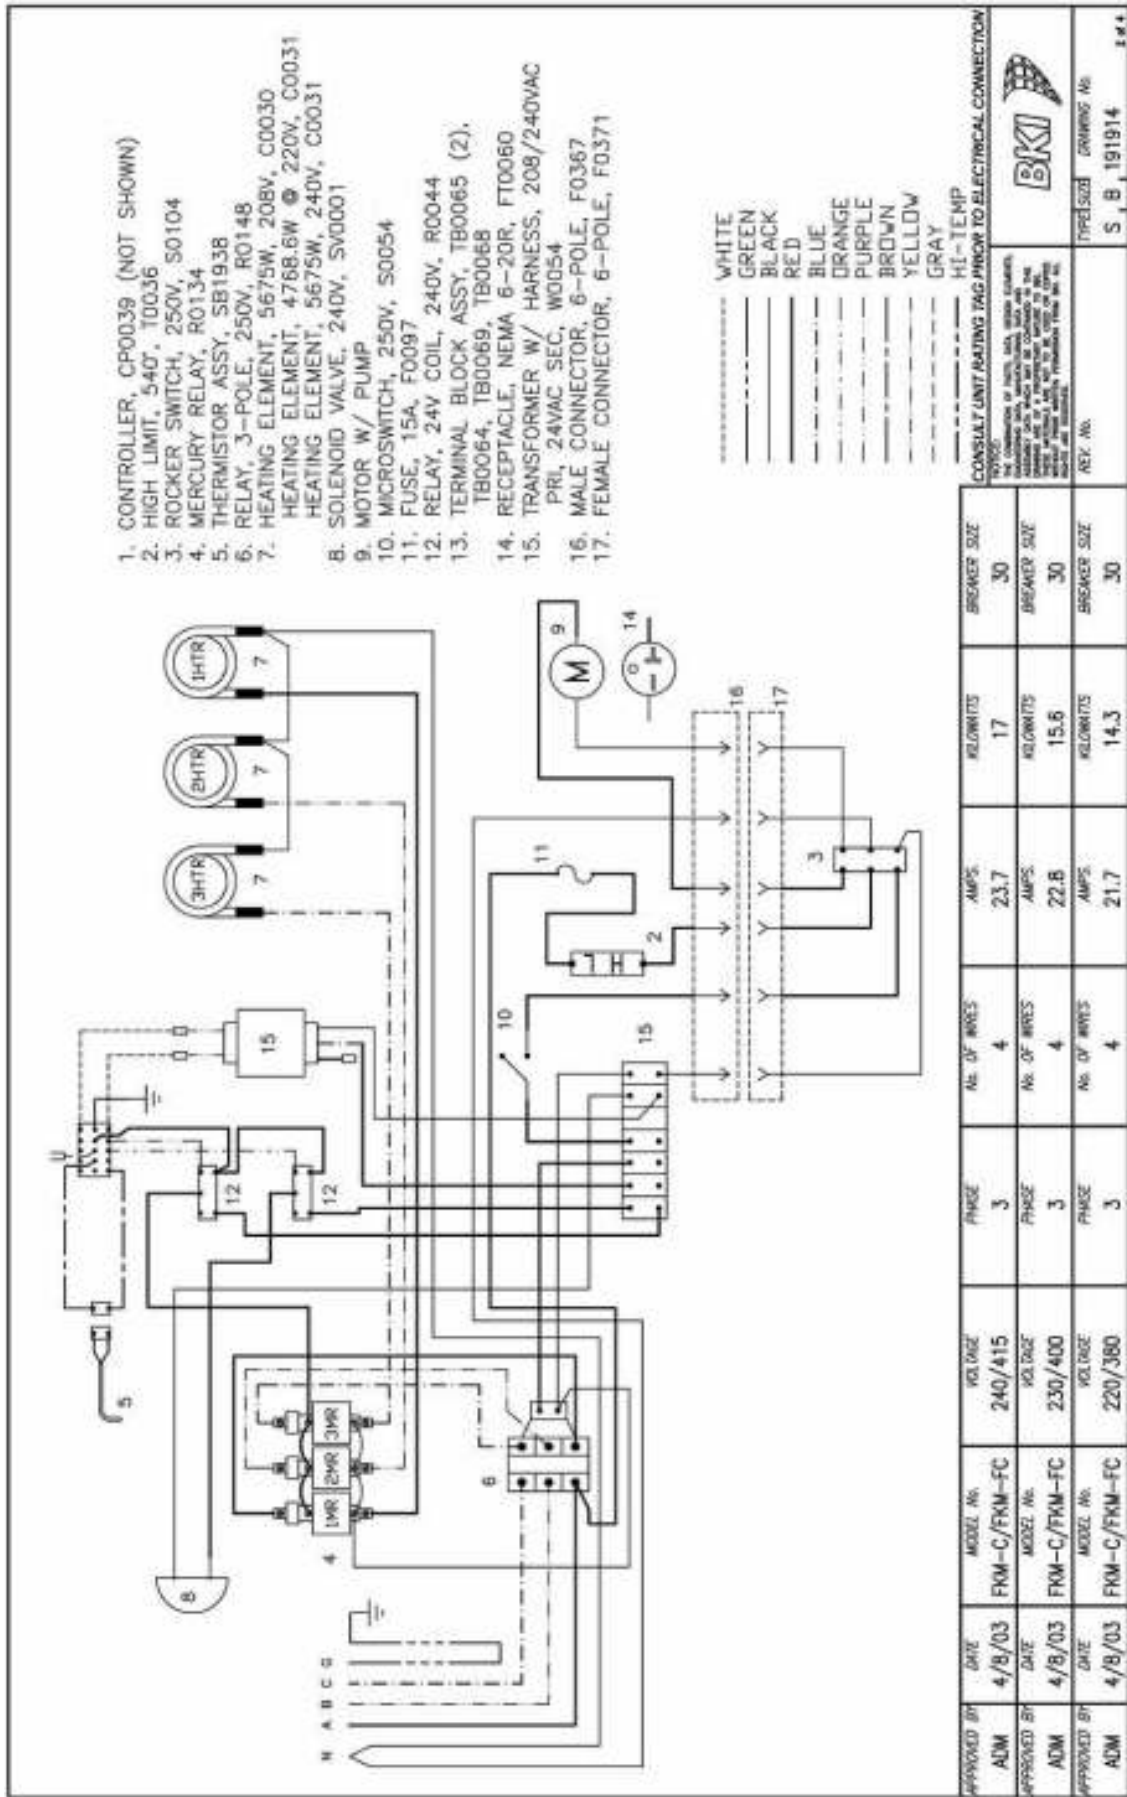 1. CONTROLLER, CP0039 (NOT SHOWN)
2. HIGH LIMIT, 540°, T0036
3. ROCKER SWITCH, 250V, S0104
4. MERCURY RELAY, R0134
5. THERMISTOR ASSY, SB1938
6. RELAY, 3-POLE, 250V, R0148
7. HEATING ELEMENT, 5675W, 208V, C0030
HEATING ELEMENT, 4768.6W @ 220V, C0031
HEATING ELEMENT, 5675W, 240V, C0031
8. SOLENOID VALVE, 240V, SV0001
9. MOTOR W/ PUMP
10. MICROSWITCH, 250V, S0054
11. FUSE, 15A, F0097
12. RELAY, 24V COIL, 240V, R0044
13. TERMINAL BLOCK ASSY, TB0065 (2),
TB0064, TB0069, TB0068
14. RECEPTACLE, NEMA 6-20R, FT0060
15. TRANSFORMER W/ HARNESS, 208/240VAC
PRI, 24VAC SEC, W0054
16. MALE CONNECTOR, 6-POLE, F0367
17. FEMALE CONNECTOR, 6-POLE, F0371
WHITE
GREEN
BLACK
RED
BLUE
ORANGE
PURPLE
BROWN
YELLOW
GRAY
HI-TEMP
5
U
12
12
15
3HTR
2HTR
1HTR
7
7
7
8
4
1MR
2MR
3MR
6
15
10
2
11
9
M
14
16
17
3
N
A
B
C
G
APPROVED BY DATE MODEL No. VOLTAGE PHASE No. OF WIRES AMPS. KILOWATTS BREAKER SIZE
ADM 4/8/03 FKM-C/FKM-FC 240/415 3 4 23.7 17 30
APPROVED BY DATE MODEL No. VOLTAGE PHASE No. OF WIRES AMPS. KILOWATTS BREAKER SIZE
ADM 4/8/03 FKM-C/FKM-FC 230/400 3 4 22.8 15.6 30
APPROVED BY DATE MODEL No. VOLTAGE PHASE No. OF WIRES AMPS. KILOWATTS BREAKER SIZE
ADM 4/8/03 FKM-C/FKM-FC 220/380 3 4 21.7 14.3 30
CONSULT UNIT RATING TAG PRIOR TO ELECTRICAL CONNECTION
NOTICE:
BKI
REV. No.
TYPE SIZE DRAWING No.
S B 191914